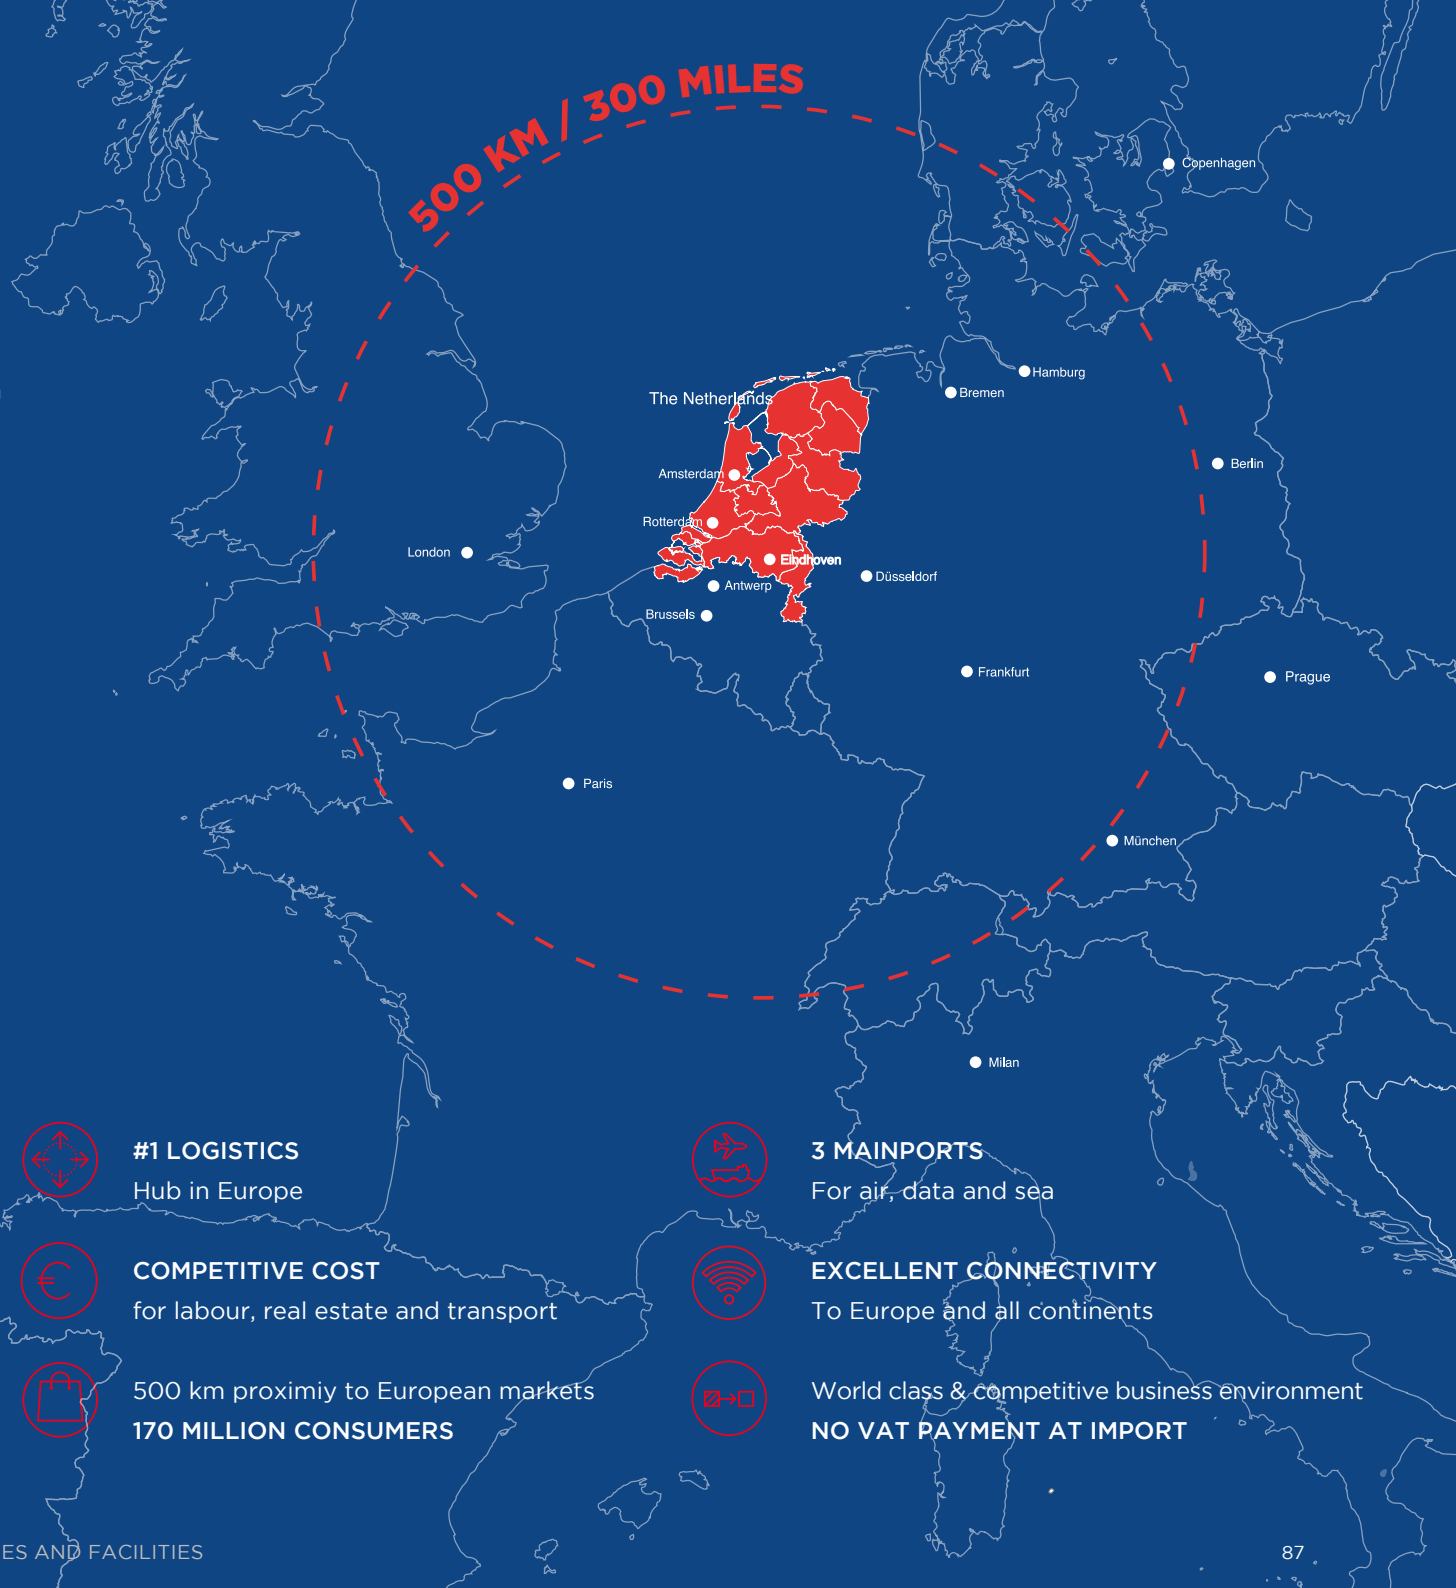 500 KM / 300 MILES
Copenhagen
Hamburg
Bremen
The Netherlands
Berlin
Amsterdam
Rotterdam
London
Eindhoven
Düsseldorf
Antwerp
Brussels
Frankfurt
Prague
Paris
München
Milan
#1 LOGISTICS
Hub in Europe
3 MAINPORTS
For air, data and sea
COMPETITIVE COST
for labour, real estate and transport
EXCELLENT CONNECTIVITY
To Europe and all continents
500 km proximiy to European markets
170 MILLION CONSUMERS
World class & competitive business environment
NO VAT PAYMENT AT IMPORT
ES AND FACILITIES
87